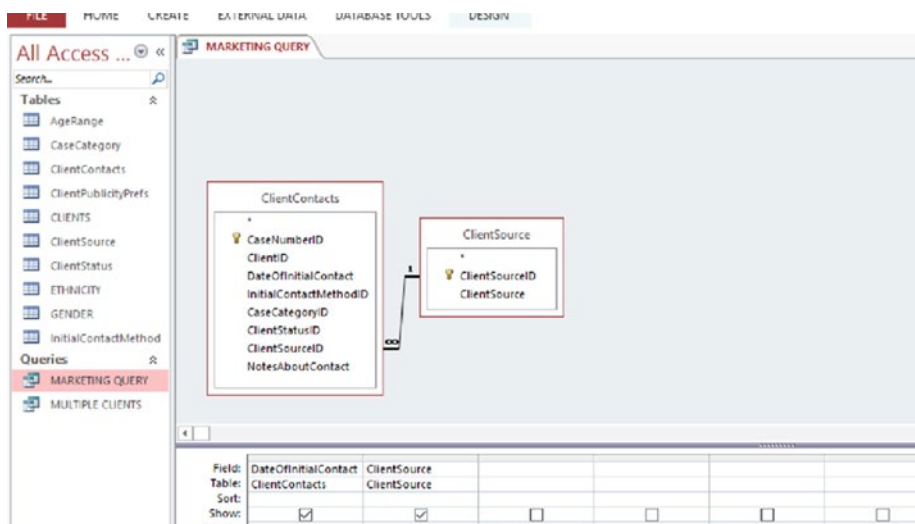 FILE HOME CREATE EXTERNAL DATA DATABASE TOOLS DESIGN
All Access ... «
Search...
Tables
AgeRange
CaseCategory
ClientContacts
ClientPublicityPrefs
CLIENTS
ClientSource
ClientStatus
ETHNICITY
GENDER
InitialContactMethod
Queries
MARKETING QUERY
MULTIPLE CLIENTS
MARKETING QUERY
ClientContacts
*
CaseNumberID
ClientID
DateOfInitialContact
InitialContactMethodID
CaseCategoryID
ClientStatusID
ClientSourceID
NotesAboutContact
1
∞
ClientSource
*
ClientSourceID
ClientSource
Field: DateOfInitialContact ClientSource
Table: ClientContacts ClientSource
Sort:
Show: